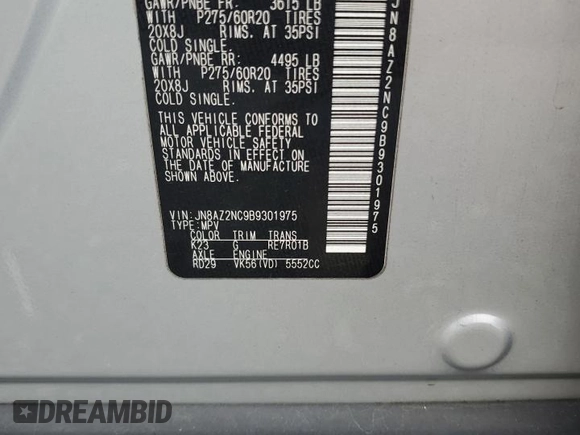 GAWR/PNBE FR: 3615 LB
WITH P275/60R20 TIRES
20X8J RIMS. AT 35PSI
COLD SINGLE.
GAWR/PNBE RR: 4495 LB
WITH P275/60R20 TIRES
20X8J RIMS. AT 35PSI
COLD SINGLE.
THIS VEHICLE CONFORMS TO
ALL APPLICABLE FEDERAL
MOTOR VEHICLE SAFETY
STANDARDS IN EFFECT ON
THE DATE OF MANUFACTURE
SHOWN ABOVE.
VIN: JN8AZ2NC9B9301975
TYPE: MPV
COLOR TRIM TRANS
K23 G RE7R01B
AXLE ENGINE
RD29 VK56(VD) 5552CC
JN8AZ2NC9B9301975
DREAMBID